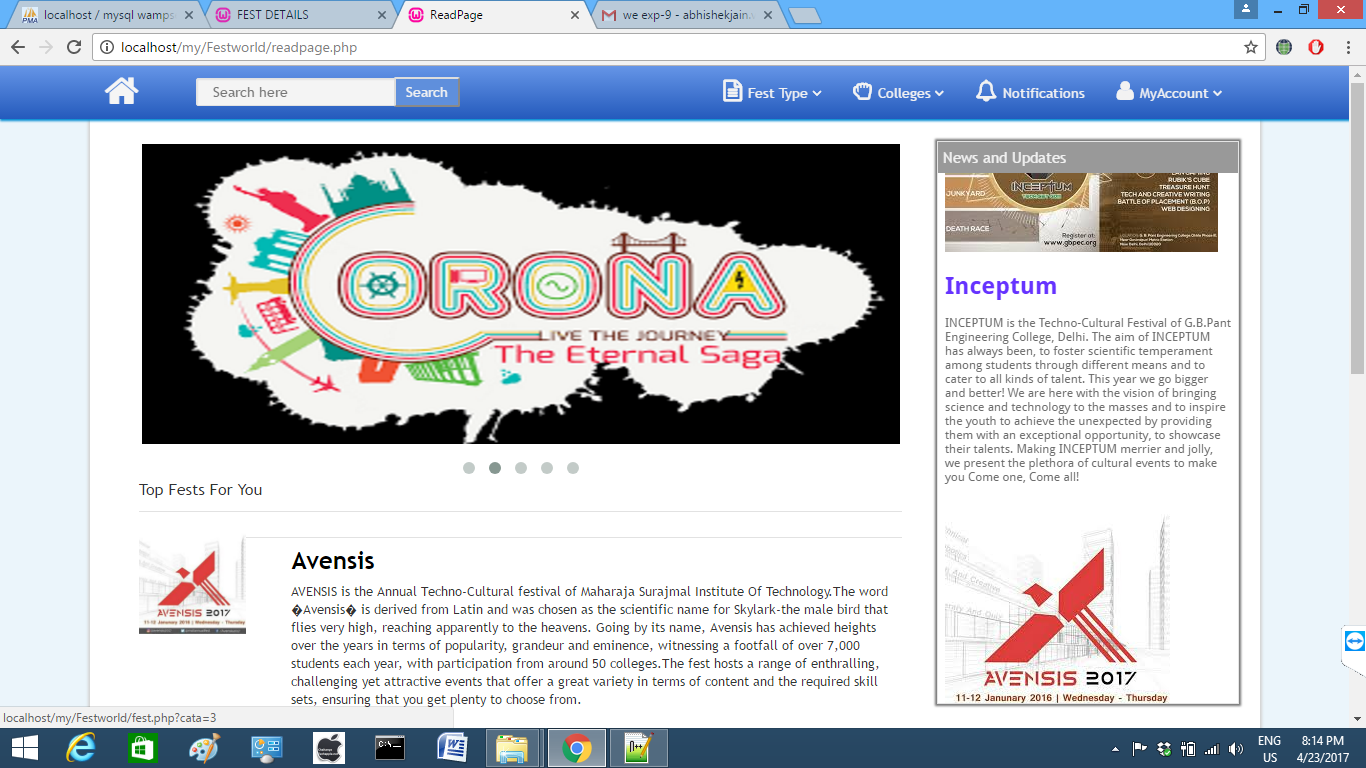 localhost / mysql wamps
FEST DETAILS
ReadPage
we exp-9 - abhishekjain.
localhost/my/Festworld/readpage.php
Search here
Search
Fest Type
Colleges
Notifications
MyAccount
CORONA
LIVE THE JOURNEY
The Eternal Saga
Top Fests For You
AVENSIS 2017
Avensis
AVENSIS is the Annual Techno-Cultural festival of Maharaja Surajmal Institute Of Technology.The word
�Avensis� is derived from Latin and was chosen as the scientific name for Skylark-the male bird that
flies very high, reaching apparently to the heavens. Going by its name, Avensis has achieved heights
over the years in terms of popularity, grandeur and eminence, witnessing a footfall of over 7,000
students each year, with participation from around 50 colleges.The fest hosts a range of enthralling,
challenging yet attractive events that offer a great variety in terms of content and the required skill
sets, ensuring that you get plenty to choose from.
News and Updates
INCEPTUM
JUNKYARD
DEATH RACE
RUBIK'S CUBE
TREASURE HUNT
TECH AND CREATIVE WRITING
BATTLE OF PLACEMENT (B.O.P)
WEB DESIGNING
Register at:
www.gbpec.org
Inceptum
INCEPTUM is the Techno-Cultural Festival of G.B.Pant
Engineering College, Delhi. The aim of INCEPTUM
has always been, to foster scientific temperament
among students through different means and to
cater to all kinds of talent. This year we go bigger
and better! We are here with the vision of bringing
science and technology to the masses and to inspire
the youth to achieve the unexpected by providing
them with an exceptional opportunity, to showcase
their talents. Making INCEPTUM merrier and jolly,
we present the plethora of cultural events to make
you Come one, Come all!
AVENSIS 2017
11-12 Janunary 2016 | Wednesday - Thursday
localhost/my/Festworld/fest.php?cata=3
ENG
US
8:14 PM
4/23/2017